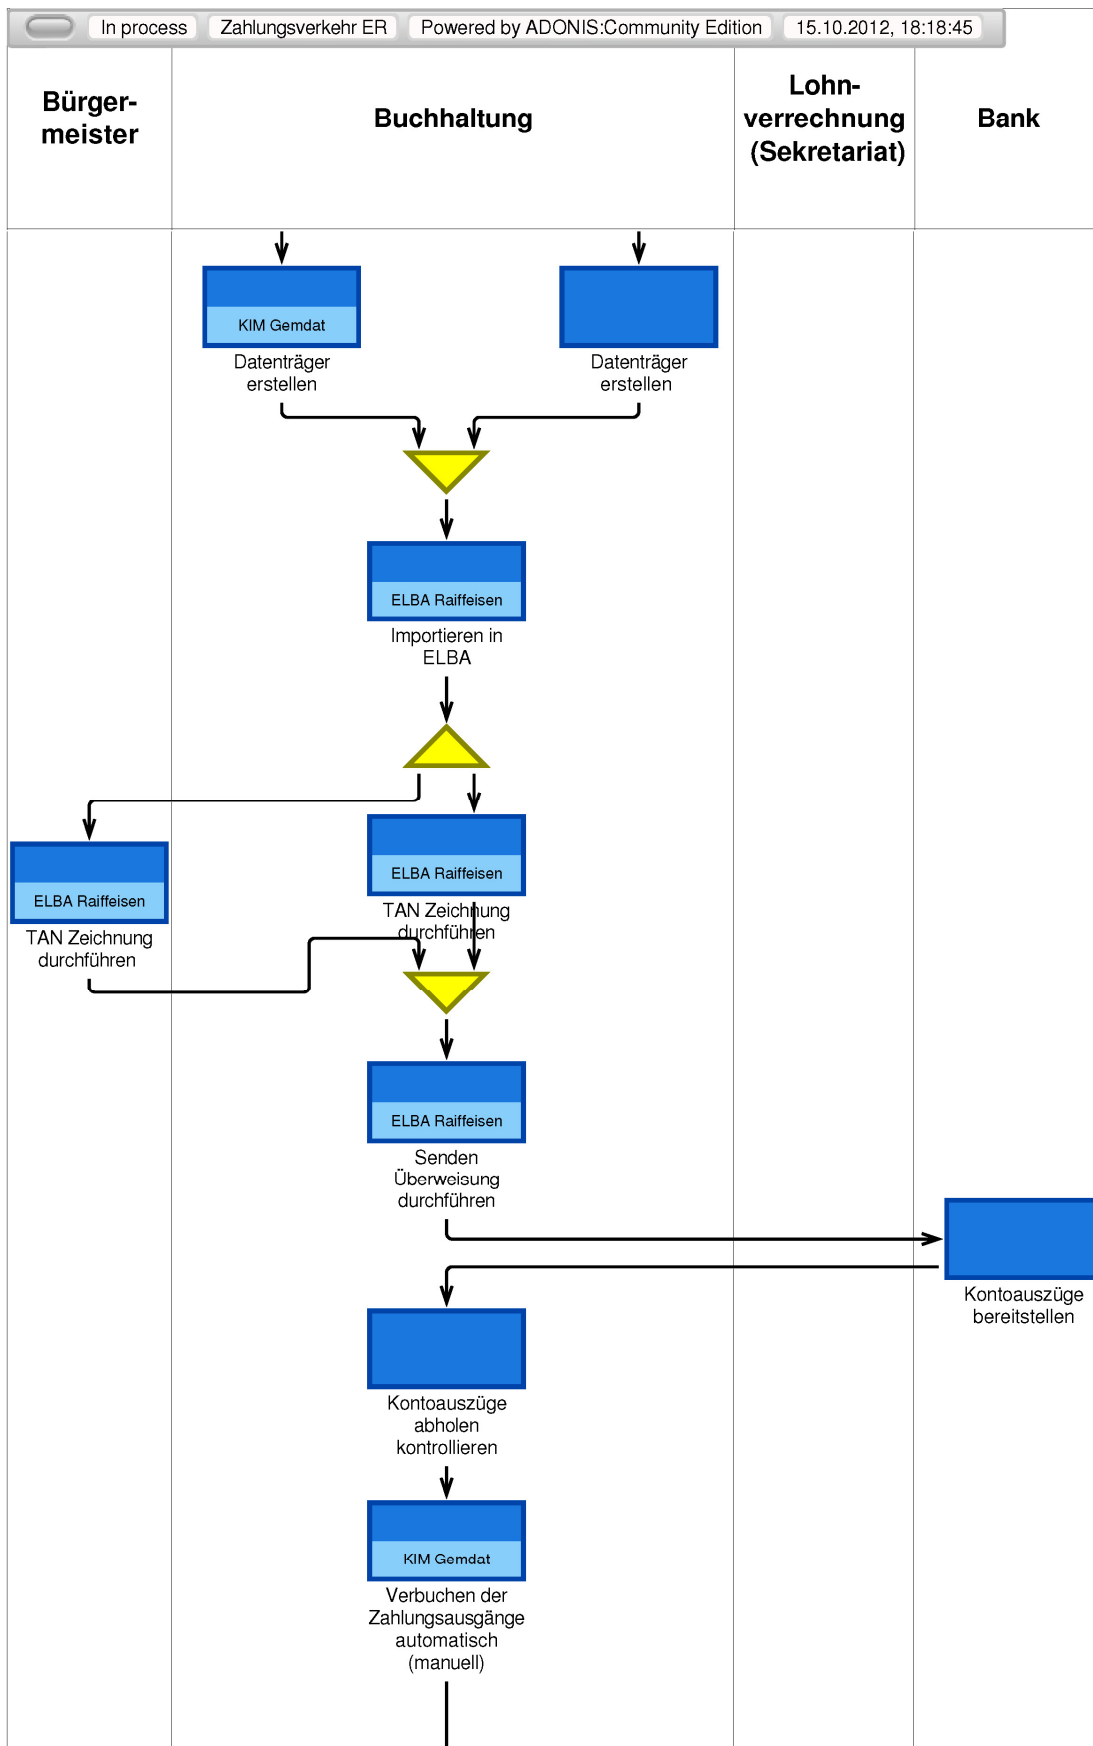 In process Zahlungsverkehr ER Powered by ADONIS:Community Edition 15.10.2012, 18:18:45
Bürger-
meister
Buchhaltung
Lohn-
verrechnung
(Sekretariat)
Bank
KIM Gemdat
Datenträger
erstellen
Datenträger
erstellen
ELBA Raiffeisen
Importieren in
ELBA
ELBA Raiffeisen
TAN Zeichnung
durchführen
ELBA Raiffeisen
TAN Zeichnung
durchführen
ELBA Raiffeisen
Senden
Überweisung
durchführen
Kontoauszüge
bereitstellen
Kontoauszüge
abholen
kontrollieren
KIM Gemdat
Verbuchen der
Zahlungsausgänge
automatisch
(manuell)